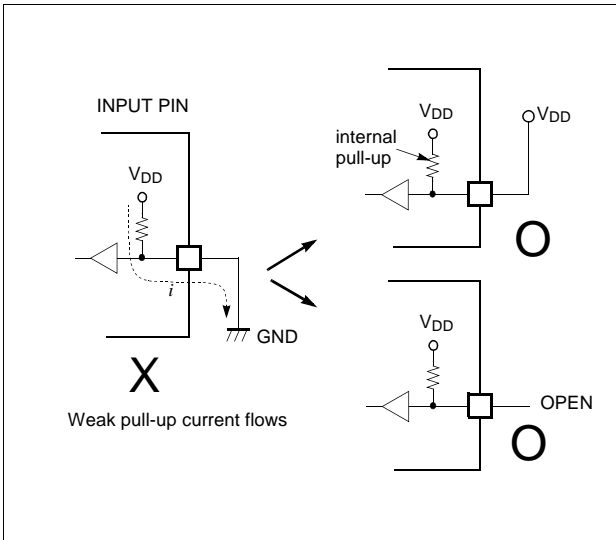 INPUT PIN
VDD
i
GND
X
Weak pull-up current flows
internal
pull-up
VDD
VDD
O
VDD
OPEN
O